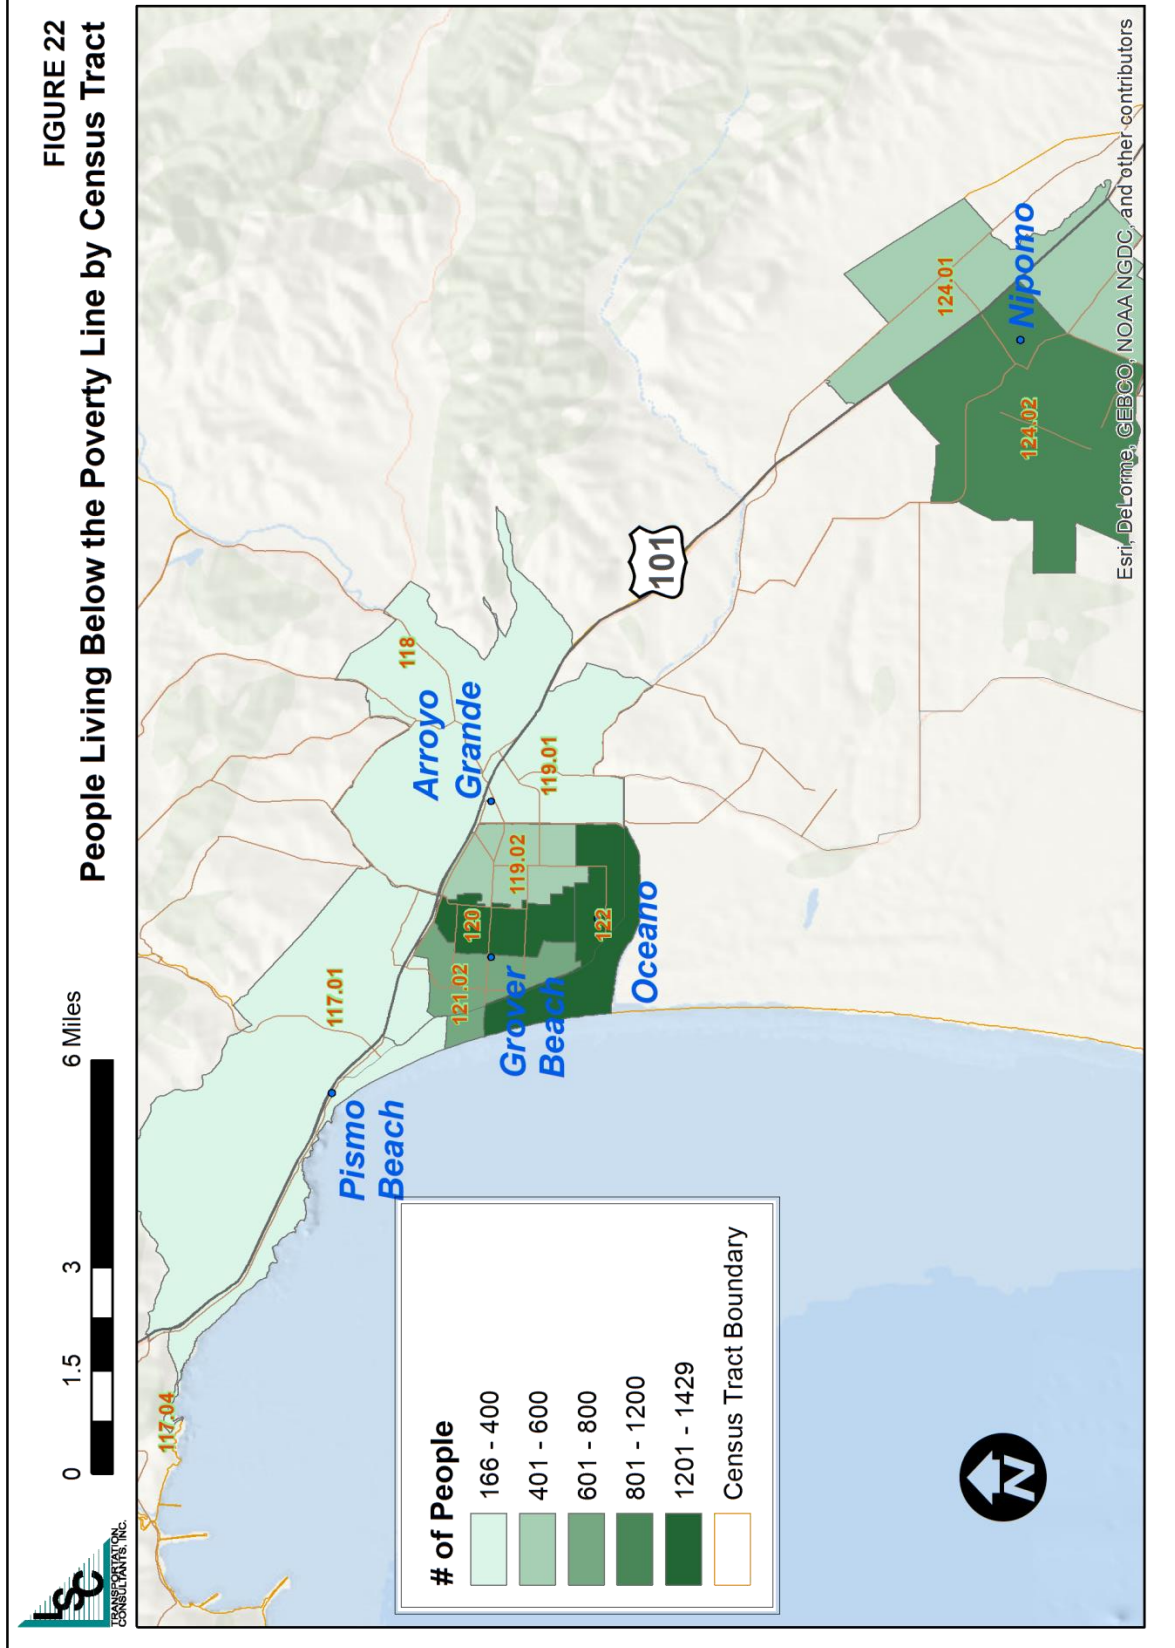 FIGURE 22
People Living Below the Poverty Line by Census Tract
LSC
TRANSPORTATION
CONSULTANTS, INC.
0 1.5 3 6 Miles
117.04
117.01
118
119.01
119.02
120
121.02
122
124.01
124.02
101
Pismo
Beach
Arroyo
Grande
Grover
Beach
Oceano
Nipomo
# of People
166 - 400
401 - 600
601 - 800
801 - 1200
1201 - 1429
Census Tract Boundary
N
Esri, DeLorme, GEBCO, NOAA NGDC, and other contributors